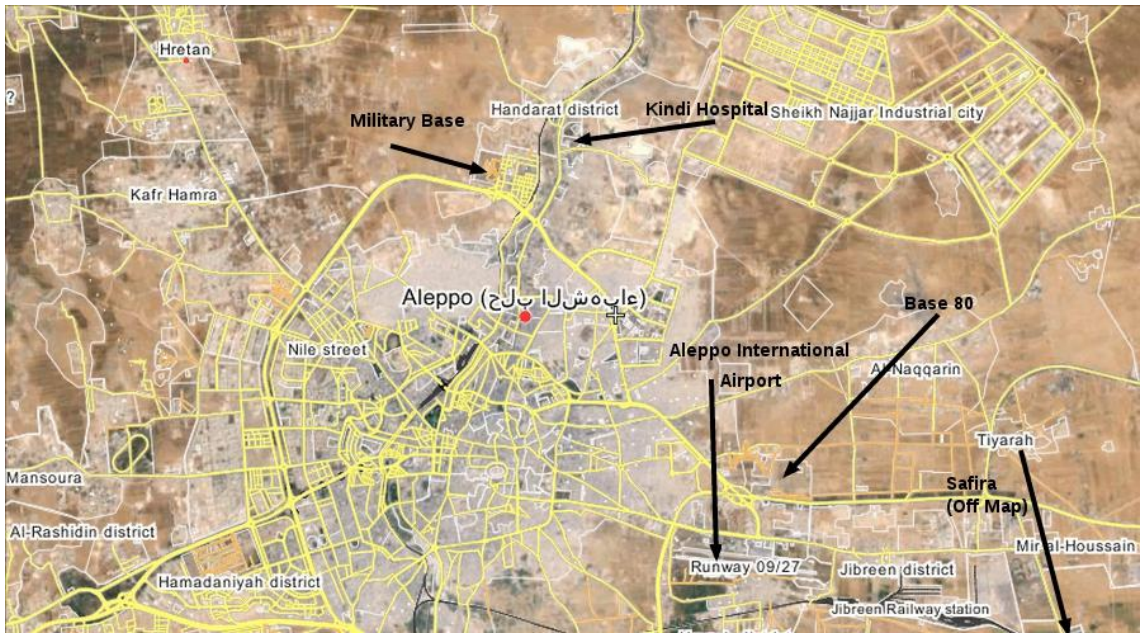 Hretan
?
Handarat district
Kindi Hospital
Military Base
Sheikh Najjar Industrial city
Kafr Hamra
Aleppo (حلب الشهباء)
Base 80
Nile street
Aleppo International
Airport
Al Naqqarin
Tiyarah
Mansoura
Safira
(Off Map)
Al-Rashidin district
Mir al-Houssain
Hamadaniyah district
Runway 09/27
Jibreen district
Jibreen Railway station